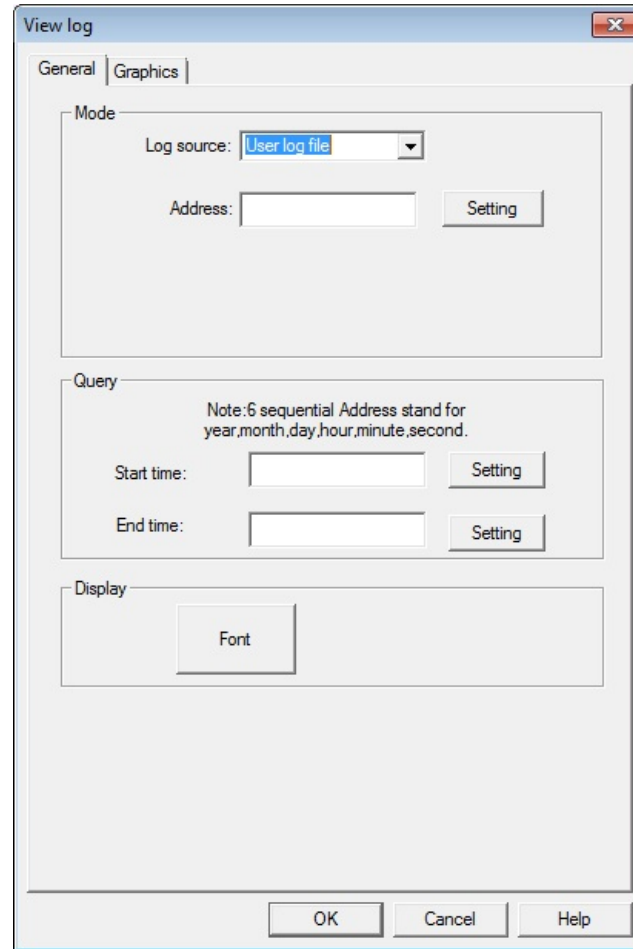 View log
General Graphics
Mode
Log source: User log file
Address: Setting
Query
Note:6 sequential Address stand for
year,month,day,hour,minute,second.
Start time: Setting
End time: Setting
Display
Font
OK Cancel Help